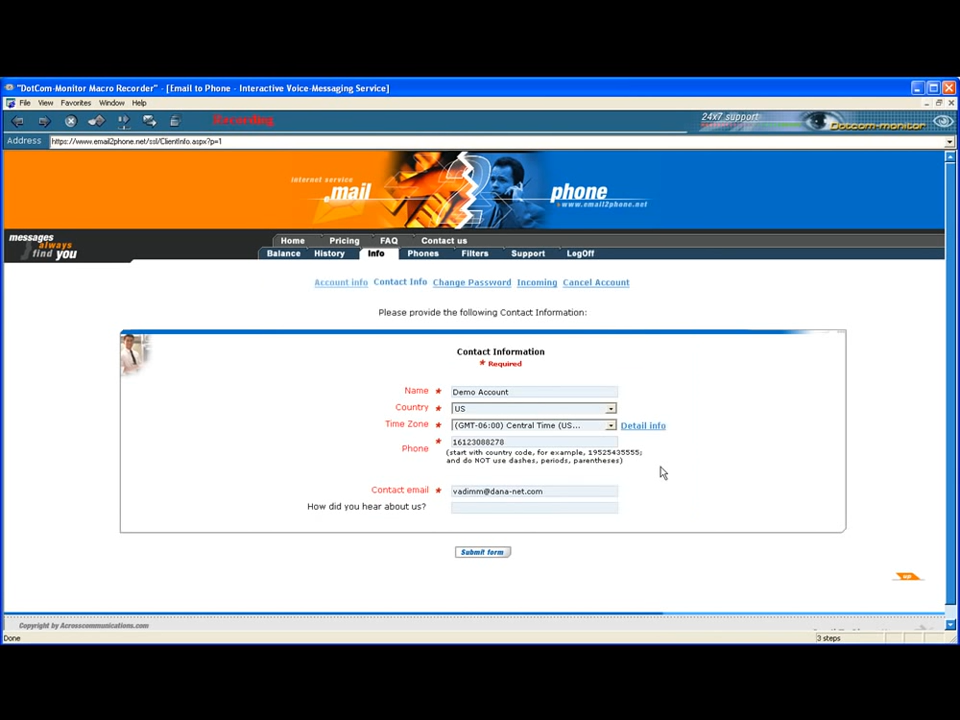 "DotCom-Monitor Macro Recorder" - [Email to Phone - Interactive Voice-Messaging Service]
File View Favorites Window Help
Recording
24x7 support
Dotcom-monitor
Address https://www.email2phone.net/ssl/ClientInfo.aspx?p=1
internet service
.mail 2 phone
www.email2phone.net
messages
always
find you
Home Pricing FAQ Contact us
Balance History Info Phones Filters Support LogOff
Account info Contact Info Change Password Incoming Cancel Account
Please provide the following Contact Information:
Contact Information
* Required
Name * Demo Account
Country * US
Time Zone * (GMT-06:00) Central Time (US... Detail info
Phone * 16123088278
(start with country code, for example, 19525435555;
and do NOT use dashes, periods, parentheses)
Contact email * vadimm@dana-net.com
How did you hear about us?
Submit form
up
Copyright by Acrosscommunications.com
Done
3 steps